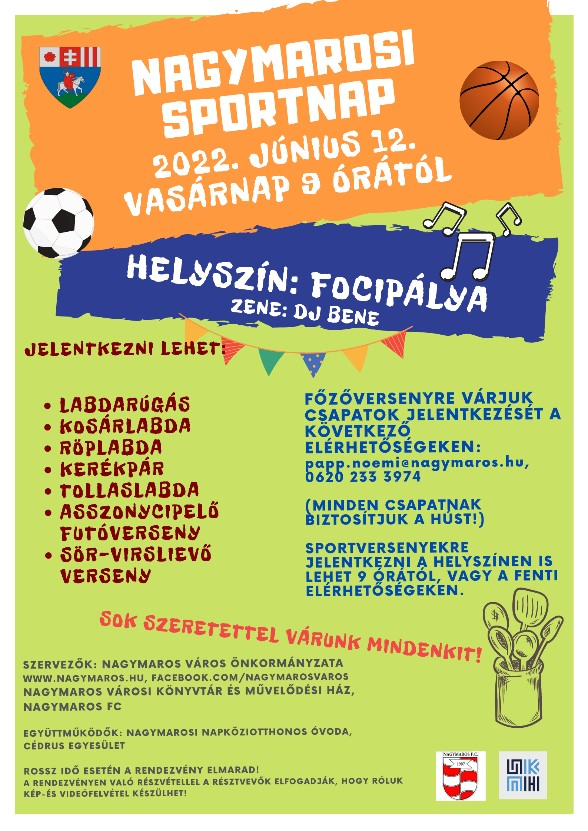 NAGYMAROSI
SPORTNAP
2022. JÚNIUS 12.
VASÁRNAP 9 ÓRÁTÓL
HELYSZÍN: FOCIPÁLYA
ZENE: DJ BENE
JELENTKEZNI LEHET:
• LABDARÚGÁS
• KOSÁRLABDA
• RÖPLABDA
• KERÉKPÁR
• TOLLASLABDA
• ASSZONYCIPELŐ
FUTÓVERSENY
• SÖR-VIRSLIEVŐ
VERSENY
FŐZŐVERSENYRE VÁRJUK
CSAPATOK JELENTKEZÉSÉT A
KÖVETKEZŐ
ELÉRHETŐSÉGEKEN:
papp.noemi@nagymaros.hu,
0620 233 3974
(MINDEN CSAPATNAK
BIZTOSÍTJUK A HÚST!)
SPORTVERSENYEKRE
JELENTKEZNI A HELYSZÍNEN IS
LEHET 9 ÓRÁTÓL, VAGY A FENTI
ELÉRHETŐSÉGEKEN.
SOK SZERETETTEL VÁRUNK MINDENKIT!
SZERVEZŐK: NAGYMAROS VÁROS ÖNKORMÁNYZATA
WWW.NAGYMAROS.HU, FACEBOOK.COM/NAGYMAROSVAROS
NAGYMAROS VÁROSI KÖNYVTÁR ÉS MŰVELŐDÉSI HÁZ,
NAGYMAROS FC
EGYÜTTMŰKÖDŐK: NAGYMAROSI NAPKÖZIOTTHONOS ÓVODA,
CÉDRUS EGYESÜLET
ROSSZ IDŐ ESETÉN A RENDEZVÉNY ELMARAD!
A RENDEZVÉNYEN VALÓ RÉSZVÉTELLEL A RÉSZTVEVŐK ELFOGADJÁK, HOGY RÓLUK
KÉP-ÉS VIDEÓFELVÉTEL KÉSZÜLHET!
NAGYMAROS F.C.
1907